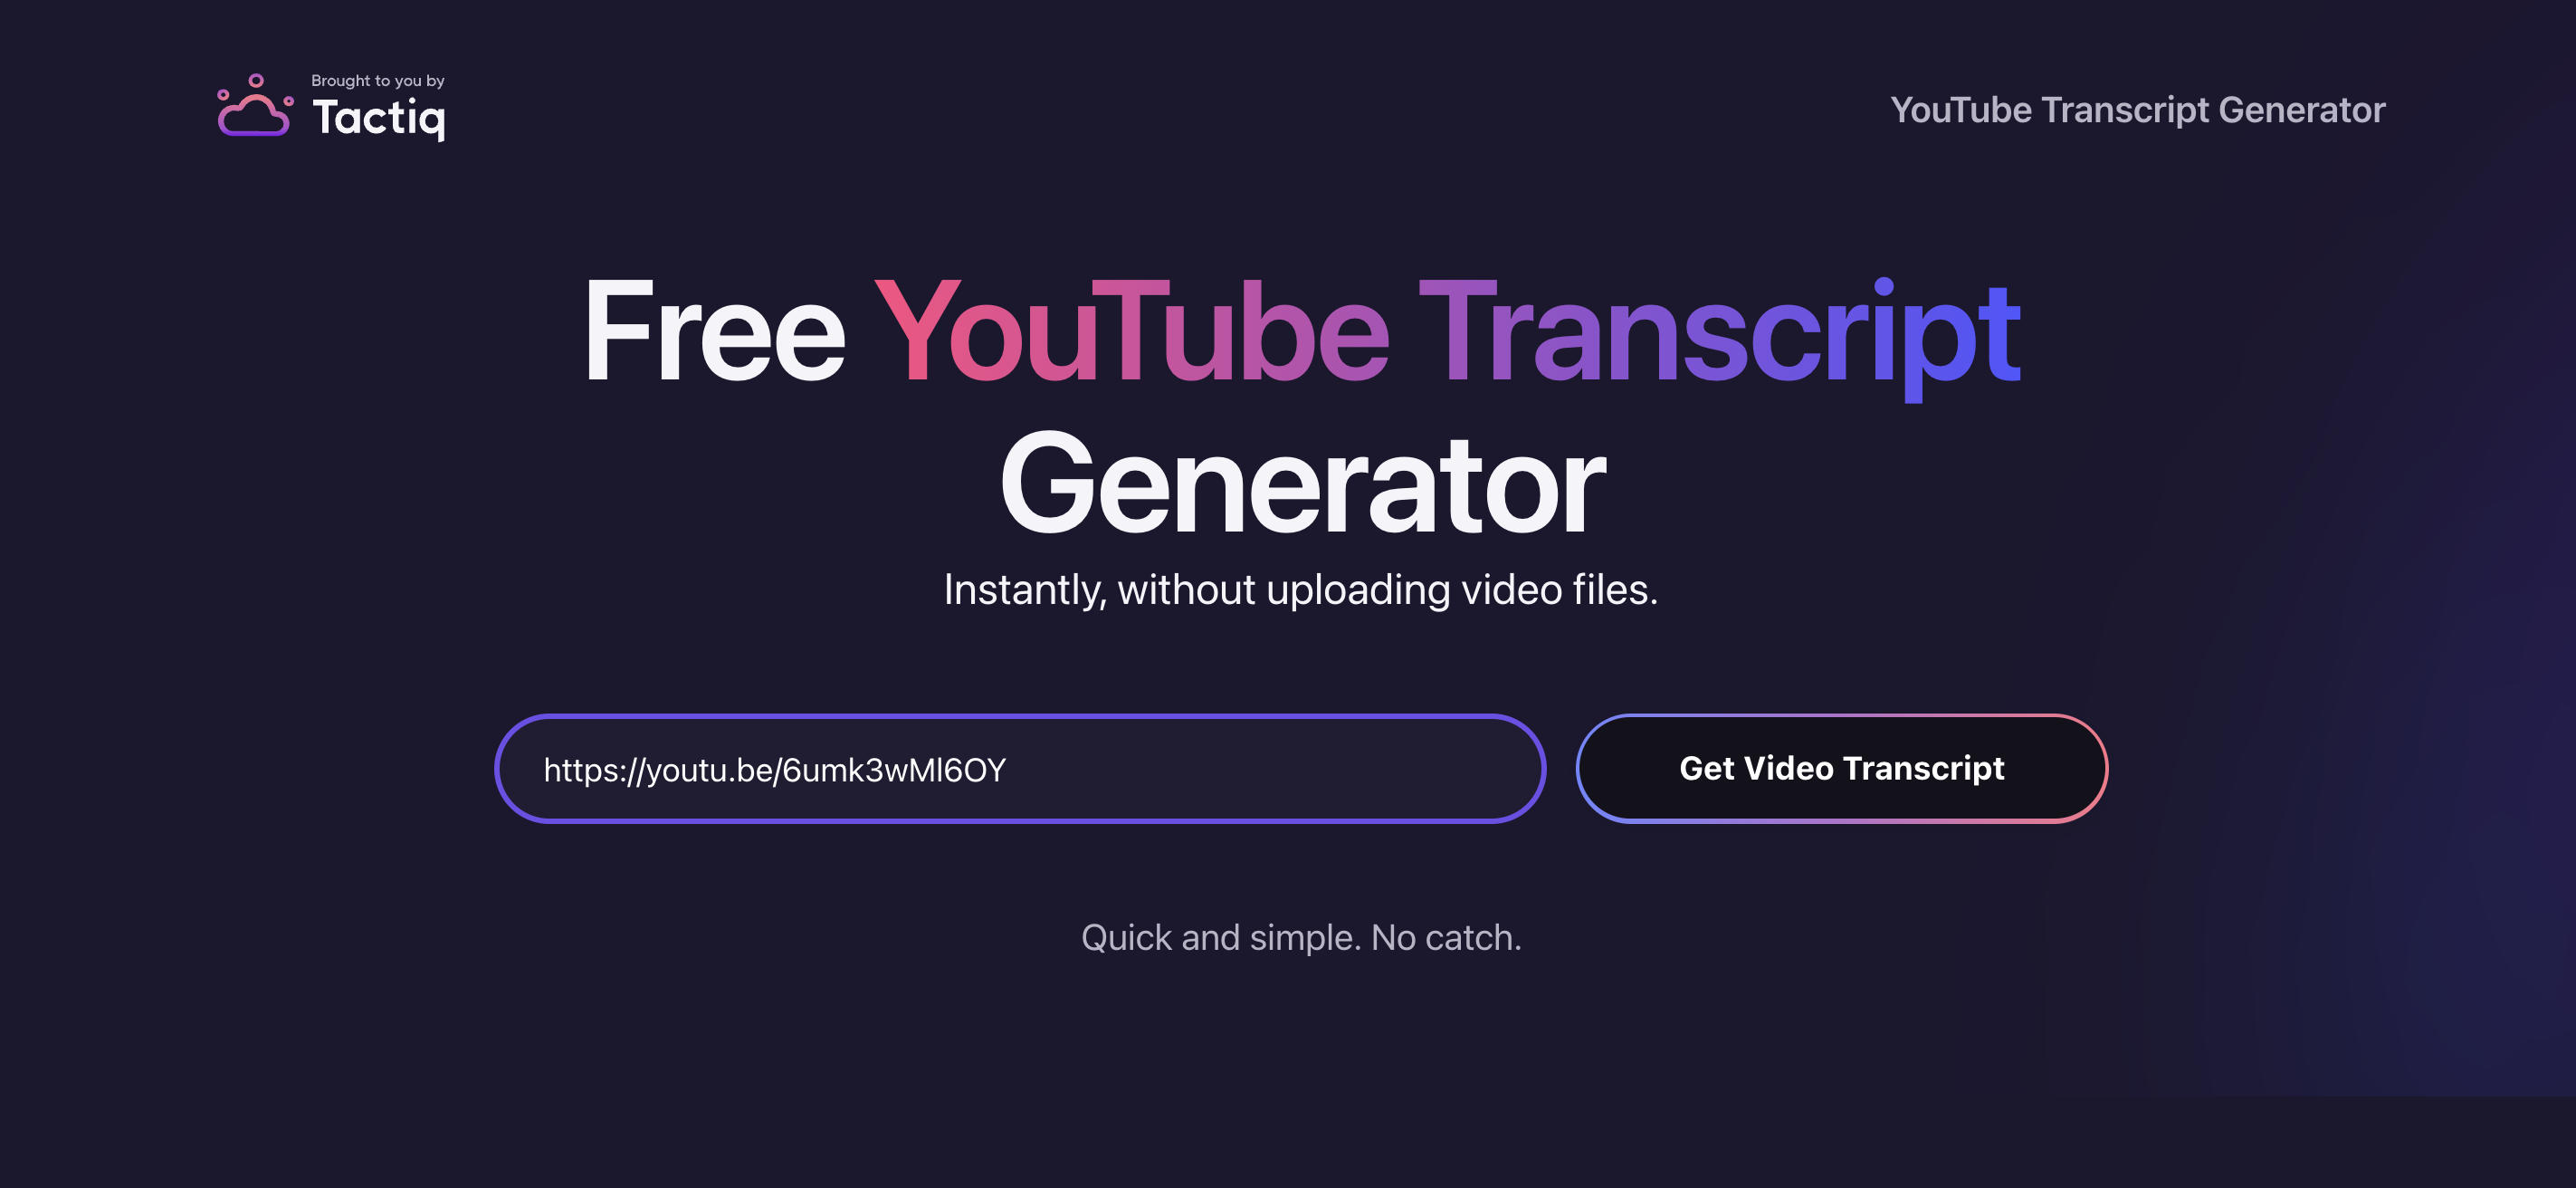 Brought to you by
Tactiq
YouTube Transcript Generator
Free YouTube Transcript
Generator
Instantly, without uploading video files.
https://youtu.be/6umk3wMl6OY
Get Video Transcript
Quick and simple. No catch.